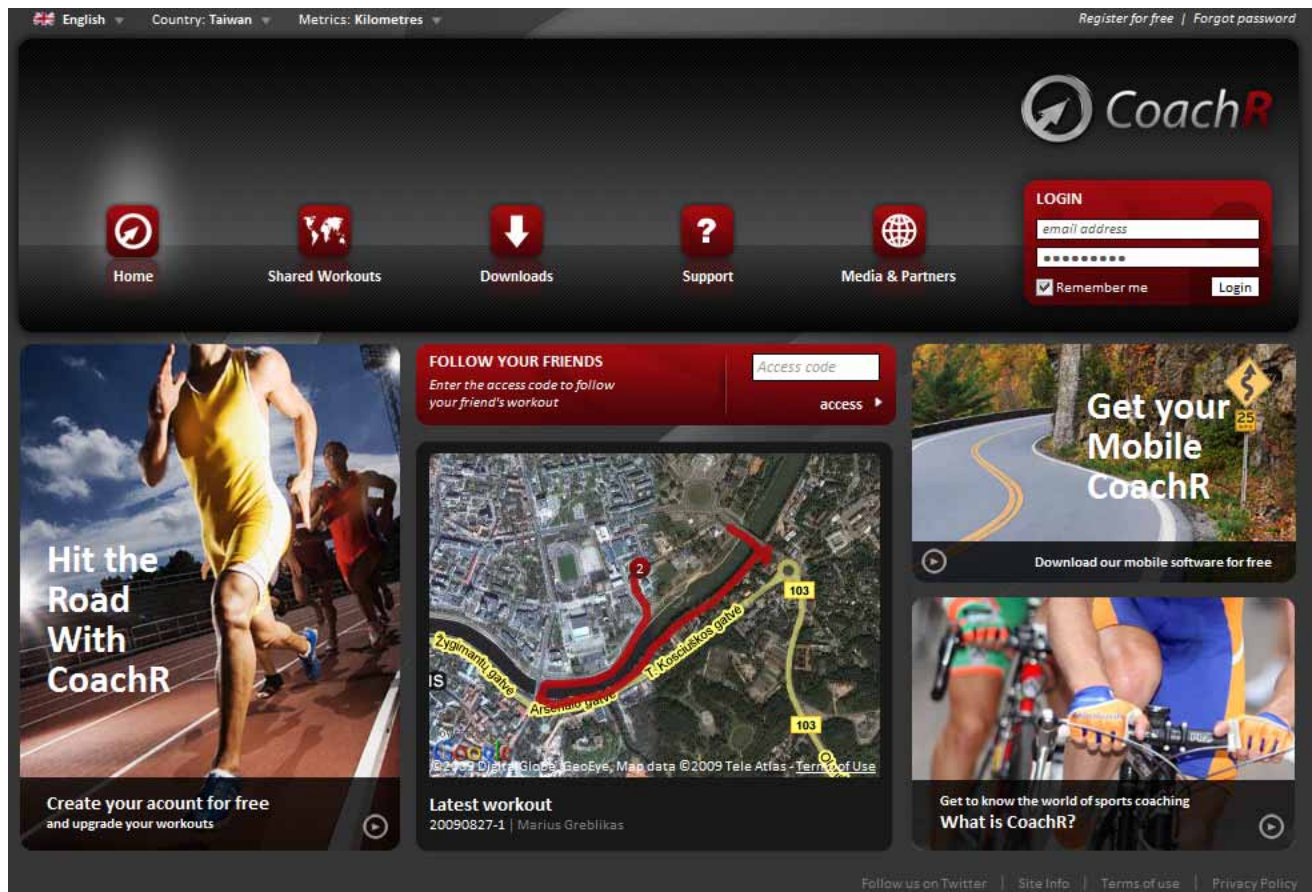 English
Country: Taiwan
Metrics: Kilometres
Register for free | Forgot password
CoachR
Home
Shared Workouts
Downloads
?
Support
Media & Partners
LOGIN
email address
Remember me
Login
Hit the
Road
With
CoachR
Create your acount for free
and upgrade your workouts
FOLLOW YOUR FRIENDS
Enter the access code to follow
your friend's workout
Access code
access
2
103
Žygimantų gatvė
T. Kosciuškos gatvė
IS
Arsenalo gatvė
103
Google
©2009 DigitalGlobe, GeoEye, Map data ©2009 Tele Atlas - Terms of Use
Latest workout
20090827-1 | Marius Greblikas
25
Get your
Mobile
CoachR
Download our mobile software for free
Get to know the world of sports coaching
What is CoachR?
Follow us on Twitter | Site Info | Terms of use | Privacy Policy